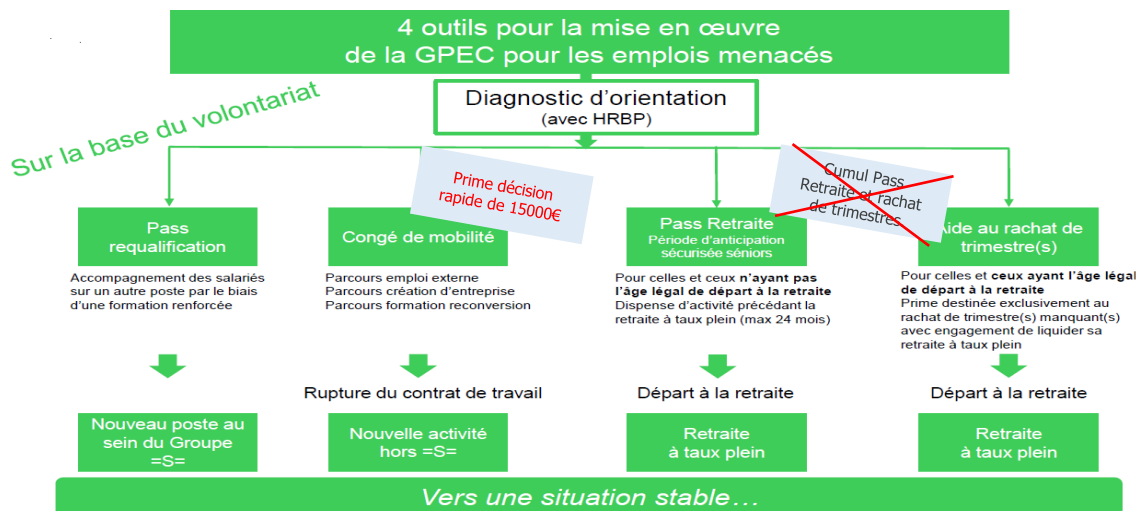 4 outils pour la mise en œuvre
de la GPEC pour les emplois menacés
Sur la base du volontariat
Diagnostic d'orientation
(avec HRBP)
Prime décision
rapide de 15000€
Cumul Pass
Retraite et rachat
de trimestres
Pass
requalification
Accompagnement des salariés
sur un autre poste par le biais
d'une formation renforcée
Nouveau poste au
sein du Groupe
=S=
Congé de mobilité
Parcours emploi externe
Parcours création d'entreprise
Parcours formation reconversion
Rupture du contrat de travail
Nouvelle activité
hors =S=
Pass Retraite
Période d'anticipation
sécurisée séniors
Pour celles et ceux n'ayant pas
l'âge légal de départ à la retraite
Dispense d'activité précédant la
retraite à taux plein (max 24 mois)
Départ à la retraite
Retraite
à taux plein
Aide au rachat de
trimestre(s)
Pour celles et ceux ayant l'âge légal
de départ à la retraite
Prime destinée exclusivement au
rachat de trimestre(s) manquant(s)
avec engagement de liquider sa
retraite à taux plein
Départ à la retraite
Retraite
à taux plein
Vers une situation stable…